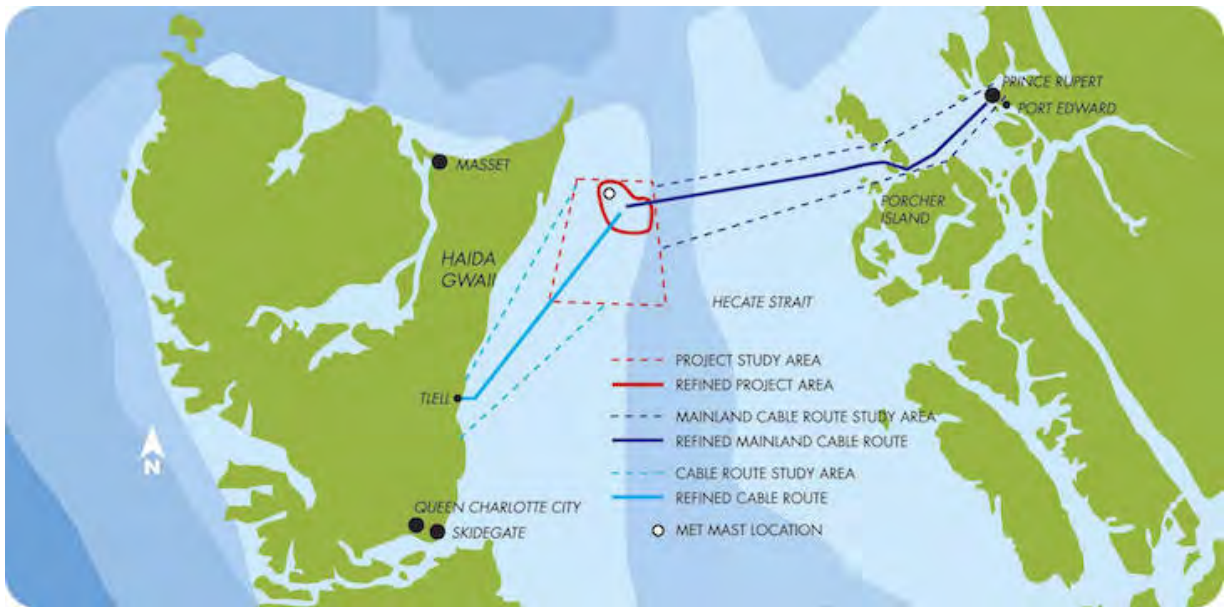 PRINCE RUPERT
PORT EDWARD
MASSET
PORCHER
ISLAND
HAIDA
GWAII
HECATE STRAIT
PROJECT STUDY AREA
REFINED PROJECT AREA
TLELL
MAINLAND CABLE ROUTE STUDY AREA
REFINED MAINLAND CABLE ROUTE
N
CABLE ROUTE STUDY AREA
REFINED CABLE ROUTE
QUEEN CHARLOTTE CITY
SKIDEGATE
MET MAST LOCATION